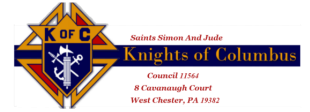 K OF C
Saints Simon And Jude
Knights of Columbus
Council 11564
8 Cavanaugh Court
West Chester, PA 19382